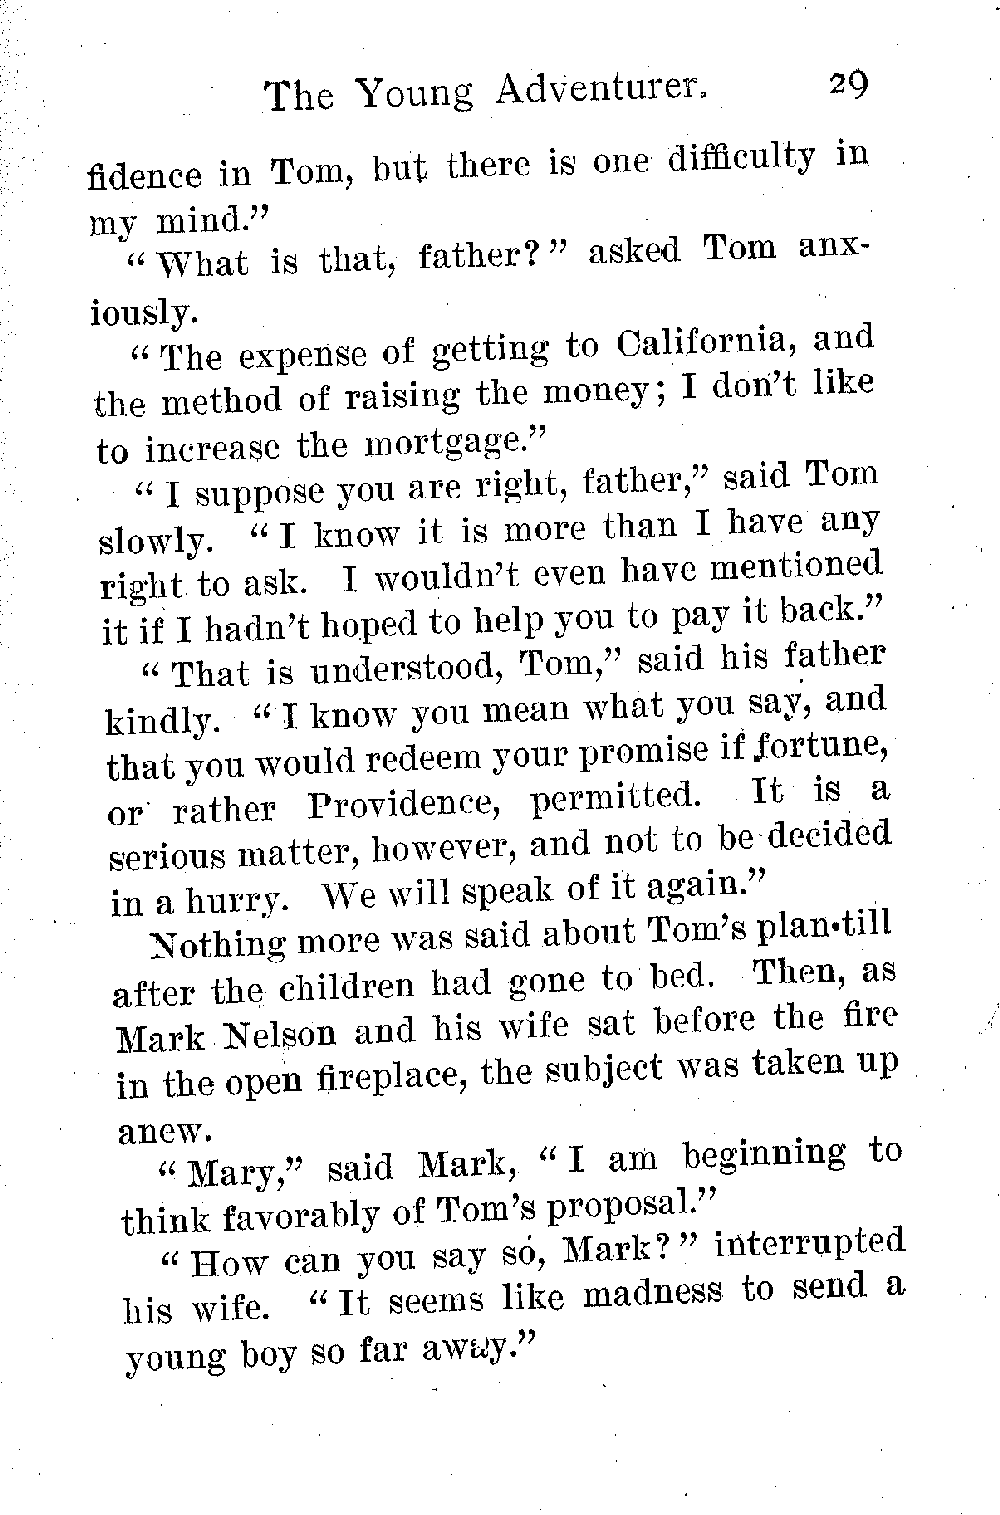 The Young Adventurer. 29
fidence in Tom, but there is one difficulty in
my mind."
"What is that, father?" asked Tom anx-
iously.
"The expense of getting to California, and
the method of raising the money; I don't like
to increase the mortgage."
"I suppose you are right, father," said Tom
slowly. "I know it is more than I have any
right to ask. I wouldn't even have mentioned
it if I hadn't hoped to help you to pay it back."
"That is understood, Tom," said his father
kindly. "I know you mean what you say, and
that you would redeem your promise if fortune,
or rather Providence, permitted. It is a
serious matter, however, and not to be decided
in a hurry. We will speak of it again."
Nothing more was said about Tom's plan till
after the children had gone to bed. Then, as
Mark Nelson and his wife sat before the fire
in the open fireplace, the subject was taken up
anew.
"Mary," said Mark, "I am beginning to
think favorably of Tom's proposal."
"How can you say so, Mark?" interrupted
his wife. "It seems like madness to send a
young boy so far away."